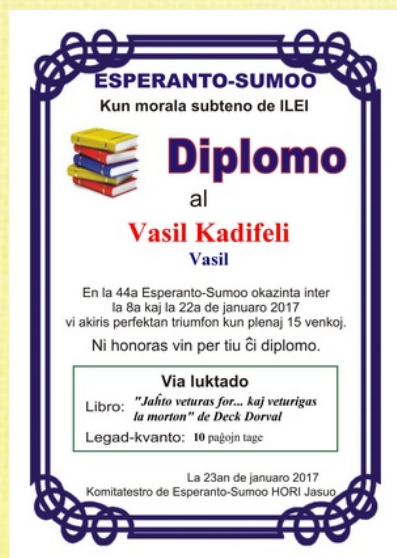 ESPERANTO-SUMOO
Kun morala subteno de ILEI
Diplomo
al
Vasil Kadifeli
Vasil
En la 44a Esperanto-Sumoo okazinta inter
la 8a kaj la 22a de januaro 2017
vi akiris perfektan triumfon kun plenaj 15 venkoj.
Ni honoras vin per tiu ĉi diplomo.
Via luktado
Libro: "Jaĥto veturas for... kaj veturigas
la morton" de Deck Dorval
Legad-kvanto: 10 paĝojn tage
La 23an de januaro 2017
Komitatestro de Esperanto-Sumoo HORI Jasuo